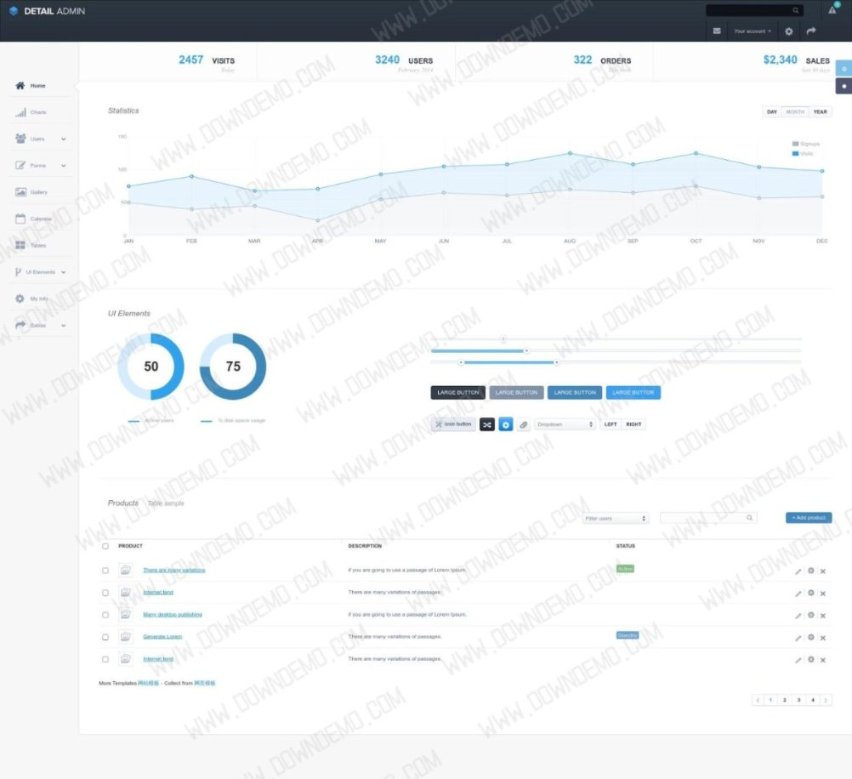 DETAIL ADMIN
Your account
2457 VISITS
Today
3240 USERS
February 2014
322 ORDERS
This week
$2,340 SALES
last 30 days
Home
Charts
Users
Forms
Gallery
Calendar
Tables
UI Elements
My Info
Extras
Statistics
DAY MONTH YEAR
Signups
Visits
150
100
50
0
JAN FEB MAR APR MAY JUN JUL AUG SEP OCT NOV DEC
UI Elements
50 75
Active users
% disk space usage
LARGE BUTTON LARGE BUTTON LARGE BUTTON LARGE BUTTON
Icon button Dropdown LEFT RIGHT
Products Table sample
Filter users
+ Add product
PRODUCT DESCRIPTION STATUS
There are many variations If you are going to use a passage of Lorem Ipsum. Active
Internet tend There are many variations of passages.
Many desktop publishing If you are going to use a passage of Lorem Ipsum.
Generate Lorem There are many variations of passages. Standby
Internet tend There are many variations of passages.
More Templates 网站模板 - Collect from 网页模板
‹ 1 2 3 4 ›
WWW.DOWNDEMO.COM